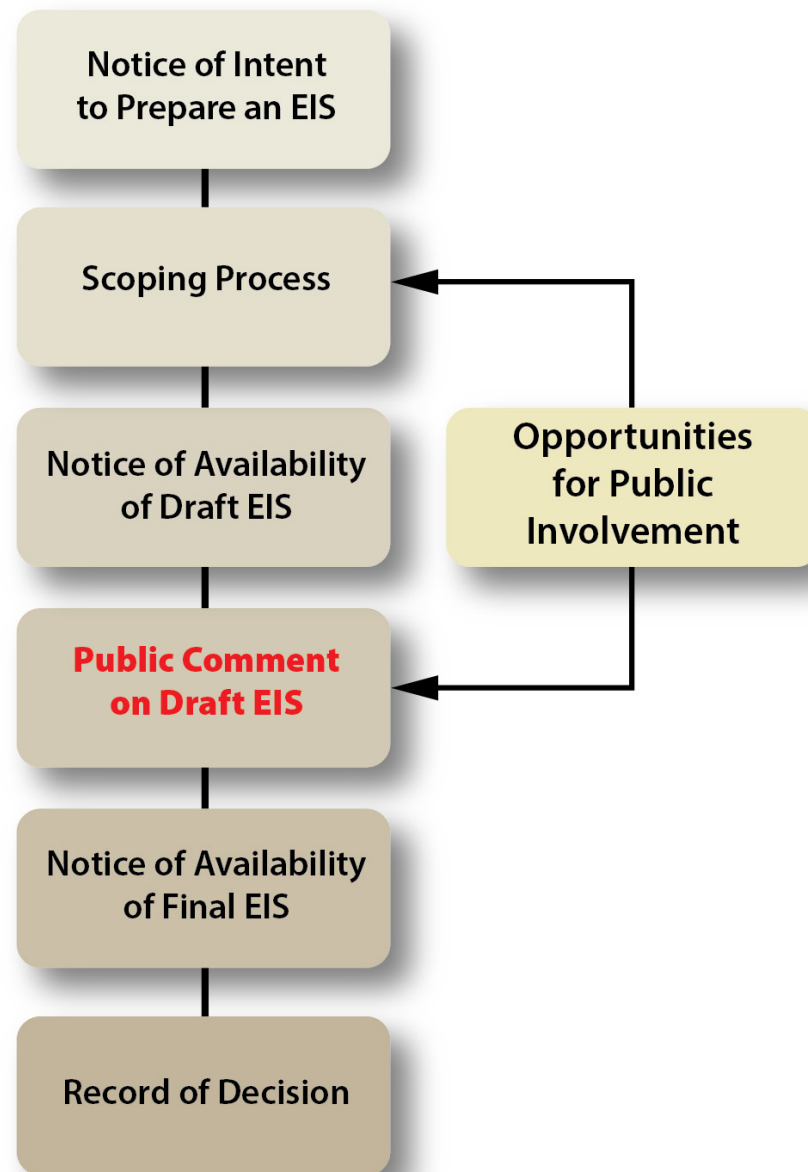 Notice of Intent
to Prepare an EIS
Scoping Process
Notice of Availability
of Draft EIS
Opportunities
for Public
Involvement
Public Comment
on Draft EIS
Notice of Availability
of Final EIS
Record of Decision